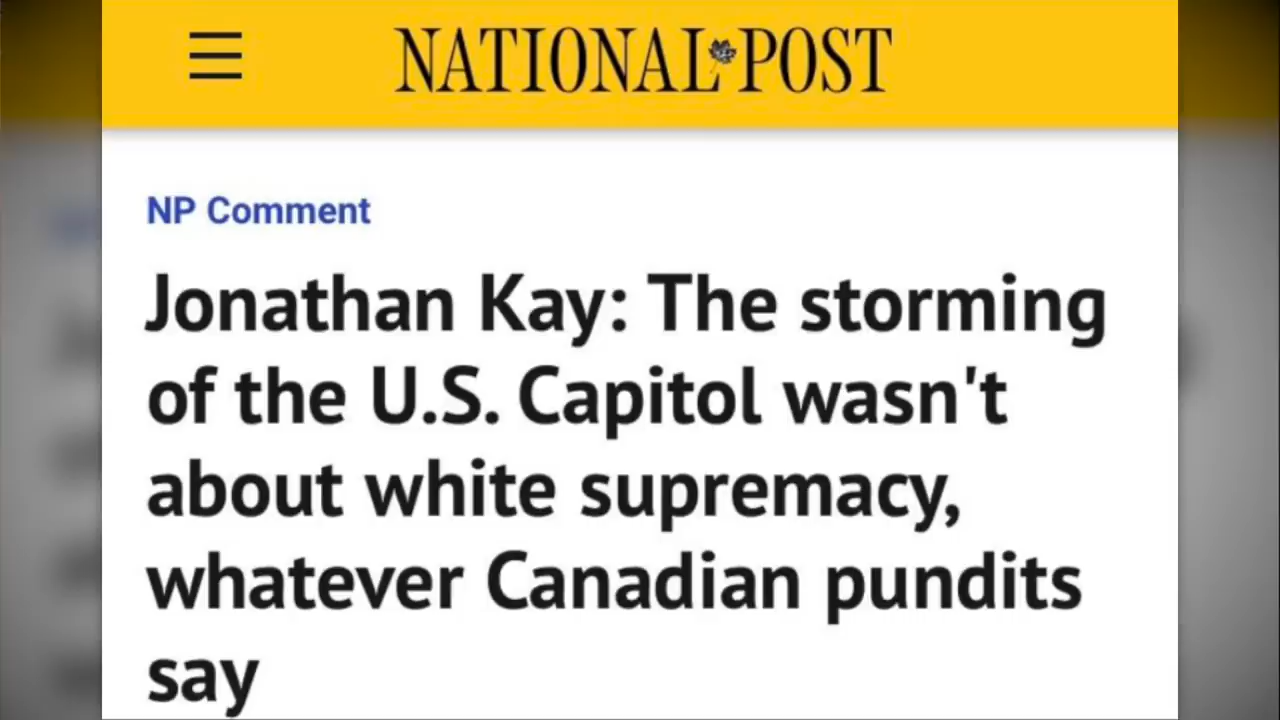 NATIONAL POST
NP Comment
Jonathan Kay: The storming
of the U.S. Capitol wasn't
about white supremacy,
whatever Canadian pundits
say